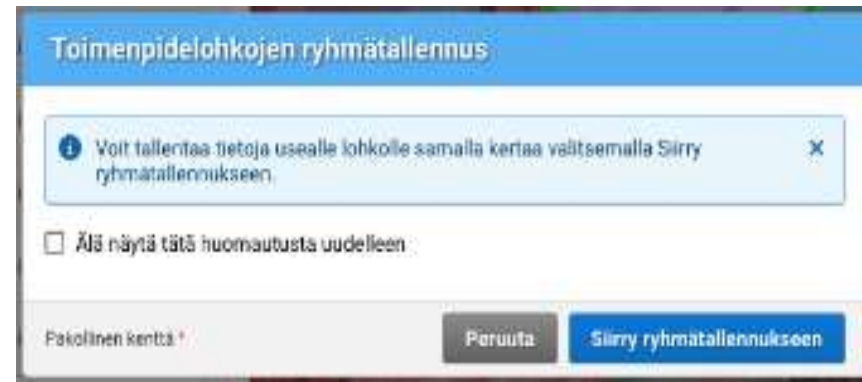 Toimenpidelohkojen ryhmätallennus
Voit tallentaa tietoja usealle lohkolle samalla kertaa valitsemalla Siirry
ryhmätallennukseen.
Älä näytä tätä huomautusta uudelleen
Pakollinen kenttä *
Peruuta
Siirry ryhmätallennukseen